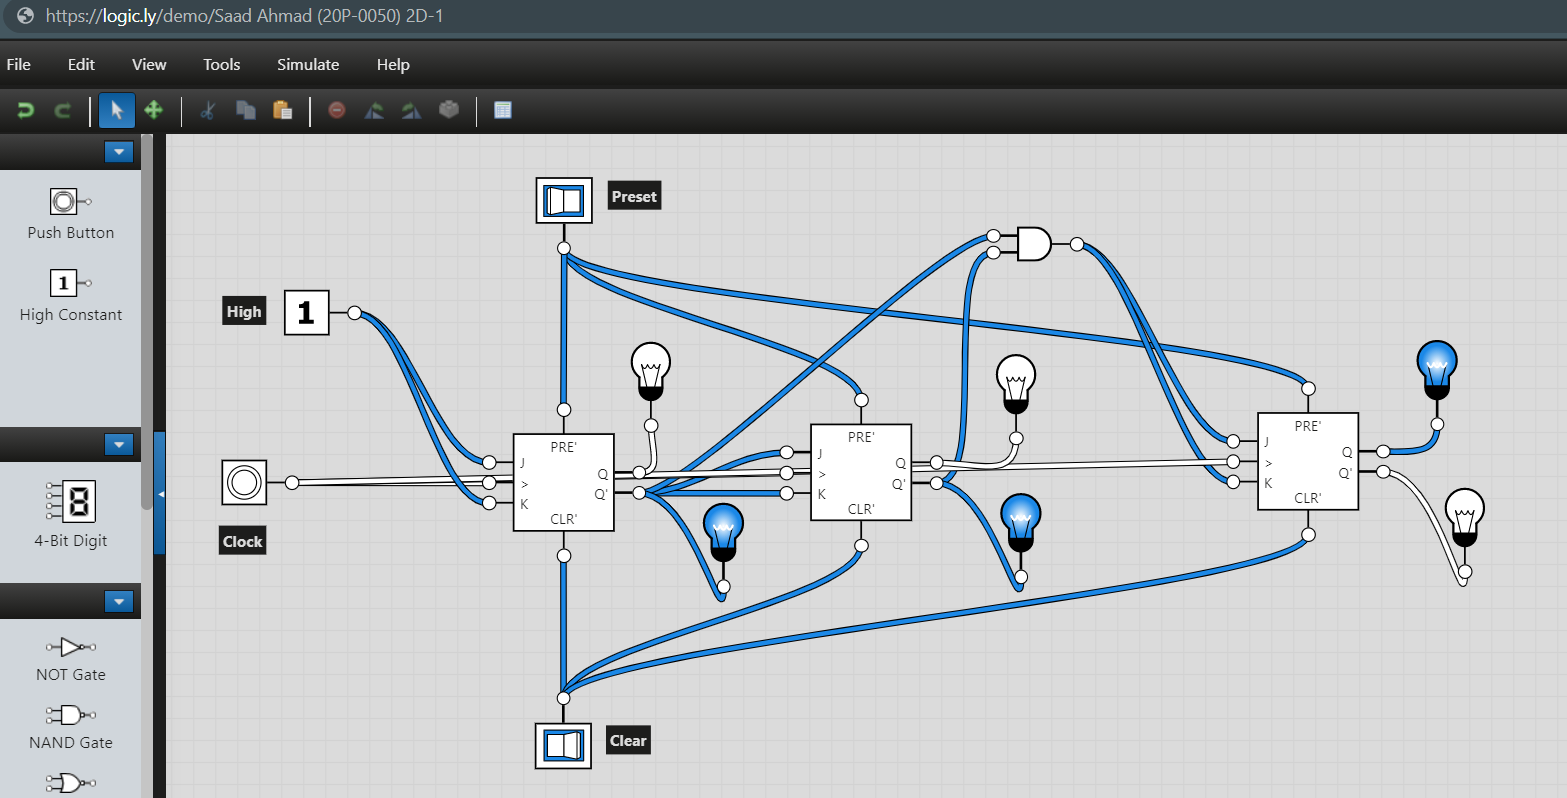 https://logic.ly/demo/Saad Ahmad (20P-0050) 2D-1
File Edit View Tools Simulate Help
Push Button
1
High Constant
4-Bit Digit
NOT Gate
NAND Gate
Preset
High
1
Clock
PRE'
J
Q
>
Q'
K
CLR'
PRE'
J
Q
>
Q'
K
CLR'
PRE'
J
Q
>
Q'
K
CLR'
Clear